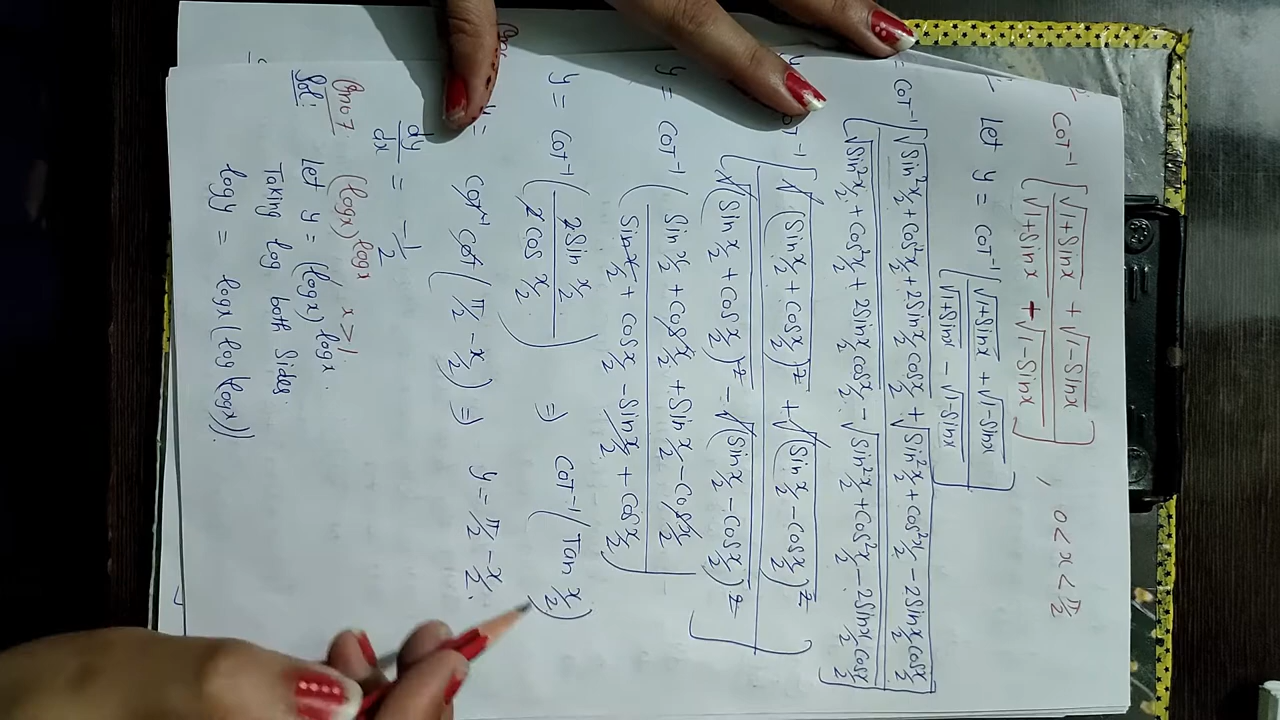 Cot⁻¹ [ (√1+Sinx + √1-Sinx) / (√1+Sinx + √1-Sinx) ] , 0<x<π/2
Let y = Cot⁻¹ [ (√1+Sinx + √1-Sinx) / (√1+Sinx - √1-Sinx) ]
= Cot⁻¹ [ (√Sin²x/2 + Cos²x/2 + 2Sinx/2 Cosx/2 + √Sin²x/2 + Cos²x/2 - 2Sinx/2 Cosx/2) / (√Sin²x/2 + Cos²x/2 + 2Sinx/2 Cosx/2 - √Sin²x/2 + Cos²x/2 - 2Sinx/2 Cosx/2) ]
Cot⁻¹ [ (√(Sinx/2 + Cosx/2)² + √(Sinx/2 - Cosx/2)²) / (√(Sinx/2 + Cosx/2)² - √(Sinx/2 - Cosx/2)²) ]
y = Cot⁻¹ ( (Sinx/2 + Cosx/2 + Sinx/2 - Cosx/2) / (Sinx/2 + Cosx/2 - Sinx/2 + Cosx/2) )
y = Cot⁻¹ ( 2Sin x/2 / 2Cos x/2 ) ⇒ Cot⁻¹ ( Tan x/2 )
y = Cot⁻¹ Cot ( π/2 - x/2 ) ⇒ y = π/2 - x/2.
dy/dx = -1/2
Qno 7 (logx)^logx x>1
Sol: Let y = (logx)^logx.
Taking log both Sides.
logy = logx (log(logx)).